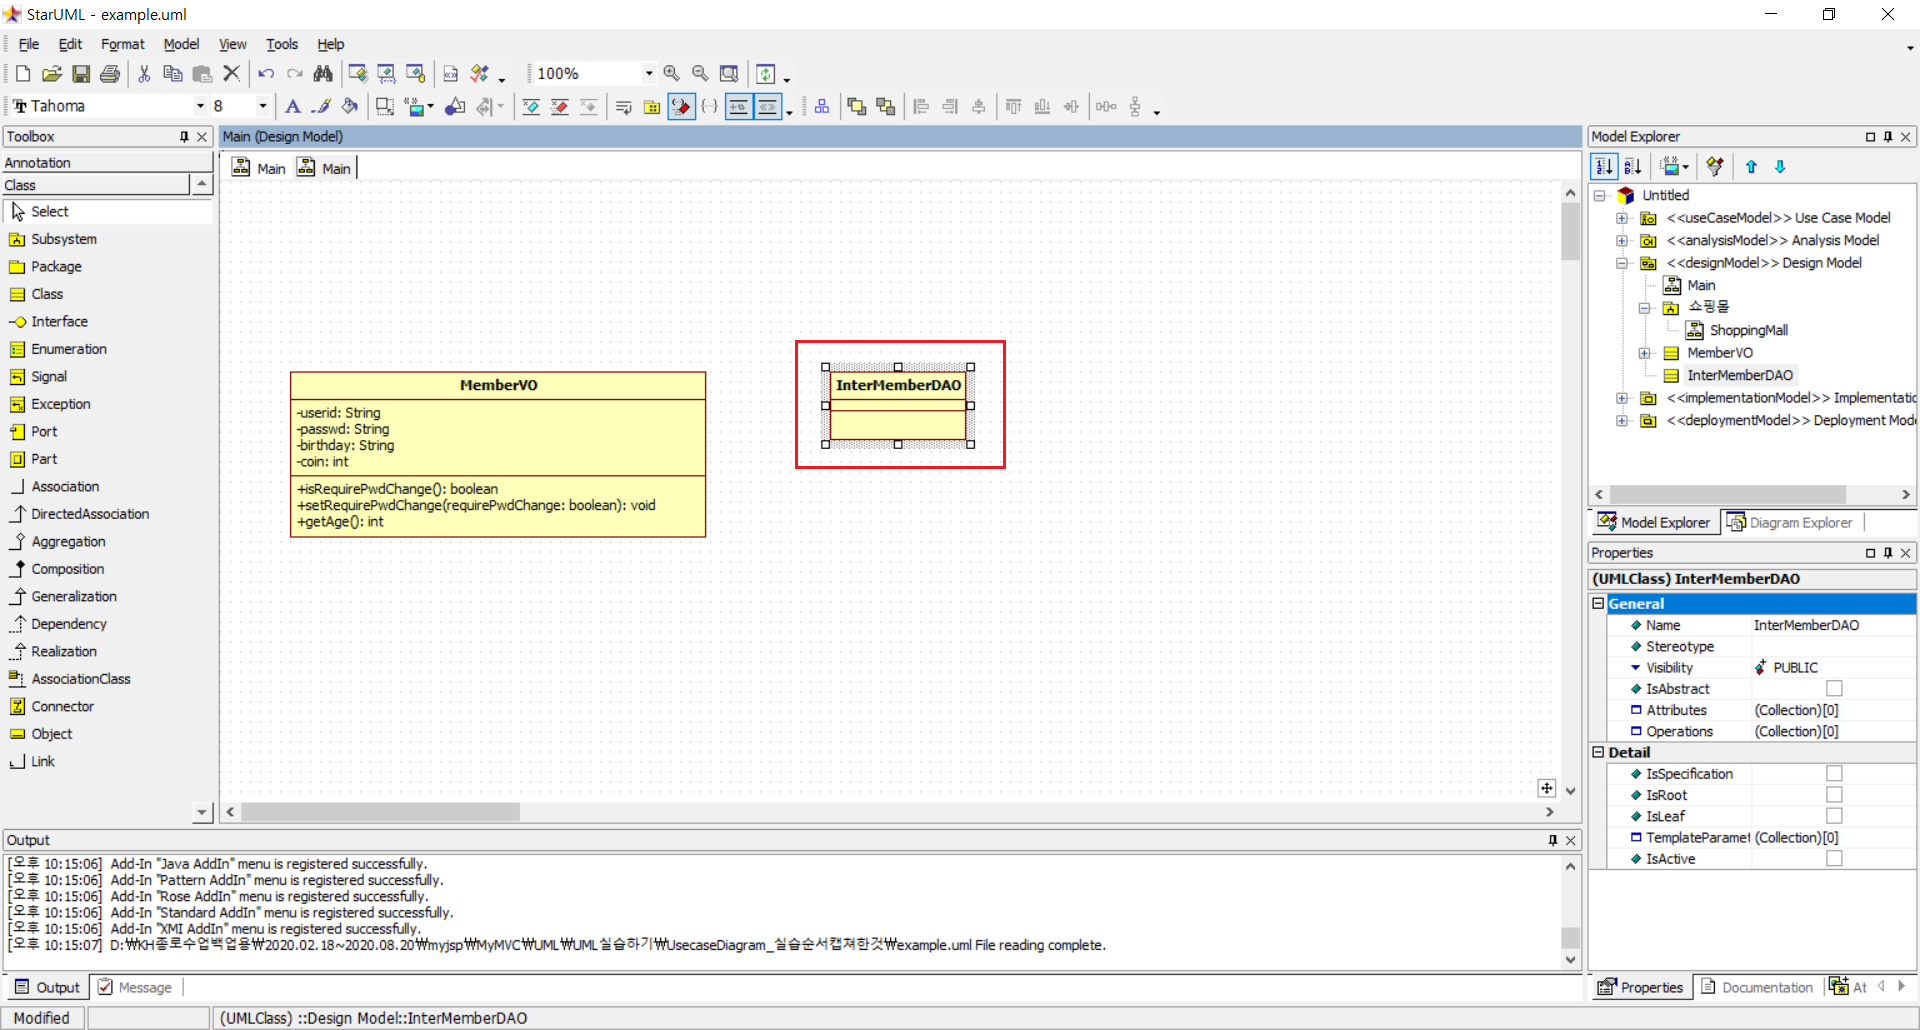 StarUML - example.uml
File Edit Format Model View Tools Help
100%
Tahoma 8
Toolbox
Annotation
Class
Select
Subsystem
Package
Class
Interface
Enumeration
Signal
Exception
Port
Part
Association
DirectedAssociation
Aggregation
Composition
Generalization
Dependency
Realization
AssociationClass
Connector
Object
Link
Main (Design Model)
Main Main
MemberVO
-userid: String
-passwd: String
-birthday: String
-coin: int
+isRequirePwdChange(): boolean
+setRequirePwdChange(requirePwdChange: boolean): void
+getAge(): int
InterMemberDAO
Model Explorer
Untitled
<<useCaseModel>> Use Case Model
<<analysisModel>> Analysis Model
<<designModel>> Design Model
Main
쇼핑몰
ShoppingMall
MemberVO
InterMemberDAO
<<implementationModel>> Implementatic
<<deploymentModel>> Deployment Mode
Model Explorer Diagram Explorer
Properties
(UMLClass) InterMemberDAO
General
Name InterMemberDAO
Stereotype
Visibility PUBLIC
IsAbstract
Attributes (Collection)[0]
Operations (Collection)[0]
Detail
IsSpecification
IsRoot
IsLeaf
TemplateParamet (Collection)[0]
IsActive
Properties Documentation At
Output
[오후 10:15:06] Add-In "Java AddIn" menu is registered successfully.
[오후 10:15:06] Add-In "Pattern AddIn" menu is registered successfully.
[오후 10:15:06] Add-In "Rose AddIn" menu is registered successfully.
[오후 10:15:06] Add-In "Standard AddIn" menu is registered successfully.
[오후 10:15:06] Add-In "XMI AddIn" menu is registered successfully.
[오후 10:15:07] D:₩KH종로수업백업용₩2020.02.18~2020.08.20₩myjsp₩MyMVC₩UML₩UML실습하기₩UsecaseDiagram_실습순서캡쳐한것₩example.uml File reading complete.
Output Message
Modified
(UMLClass) ::Design Model::InterMemberDAO